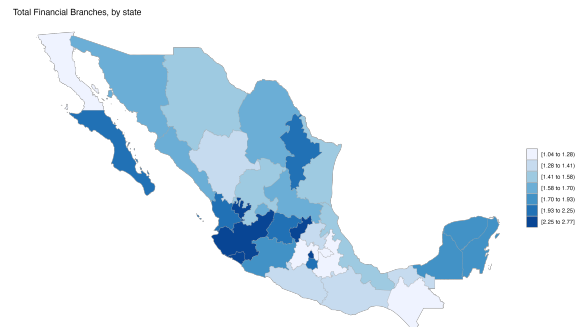 Total Financial Branches, by state
[1.04 to 1.28)
[1.28 to 1.41)
[1.41 to 1.58)
[1.58 to 1.70)
[1.70 to 1.93)
[1.93 to 2.25)
[2.25 to 2.77]